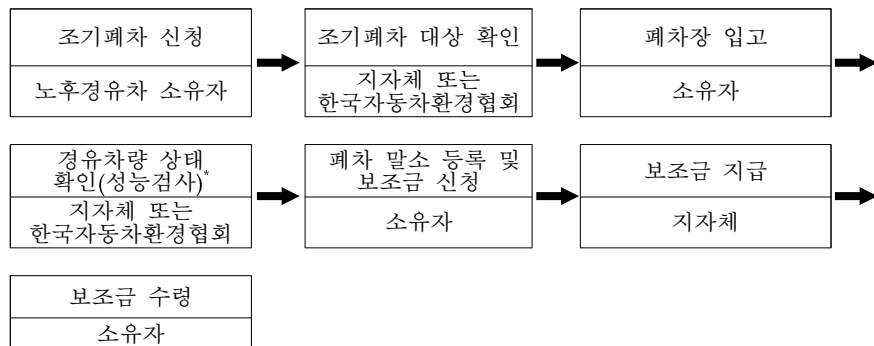 조기폐차 신청
노후경유차 소유자
조기폐차 대상 확인
지자체 또는
한국자동차환경협회
폐차장 입고
소유자
경유차량 상태
확인(성능검사)*
지자체 또는
한국자동차환경협회
폐차 말소 등록 및
보조금 신청
소유자
보조금 지급
지자체
보조금 수령
소유자